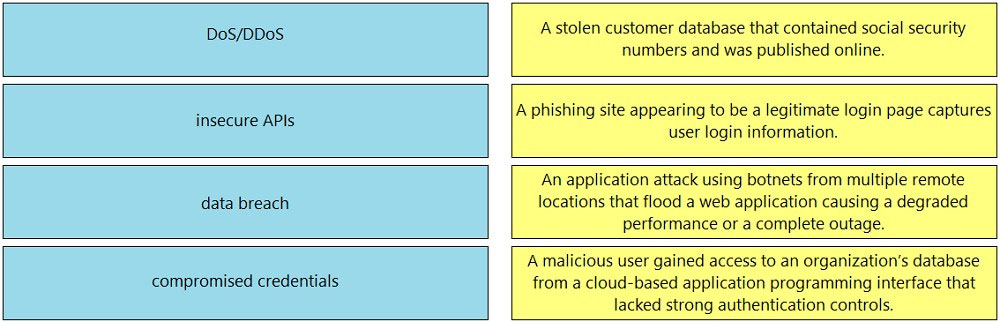 DoS/DDoS
A stolen customer database that contained social security
numbers and was published online.
insecure APIs
A phishing site appearing to be a legitimate login page captures
user login information.
data breach
An application attack using botnets from multiple remote
locations that flood a web application causing a degraded
performance or a complete outage.
compromised credentials
A malicious user gained access to an organization's database
from a cloud-based application programming interface that
lacked strong authentication controls.